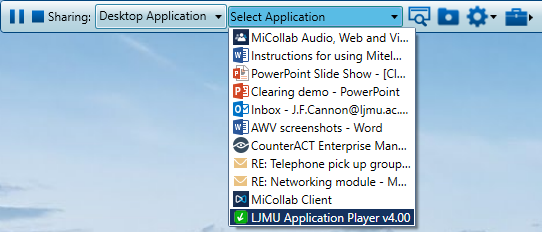 Sharing: Desktop Application Select Application
MiCollab Audio, Web and Vi...
Instructions for using Mitel...
PowerPoint Slide Show - [Cl...
Clearing demo - PowerPoint
Inbox - J.F.Cannon@ljmu.ac....
AWV screenshots - Word
CounterACT Enterprise Man...
RE: Telephone pick up group...
RE: Networking module - M...
MiCollab Client
LJMU Application Player v4.00